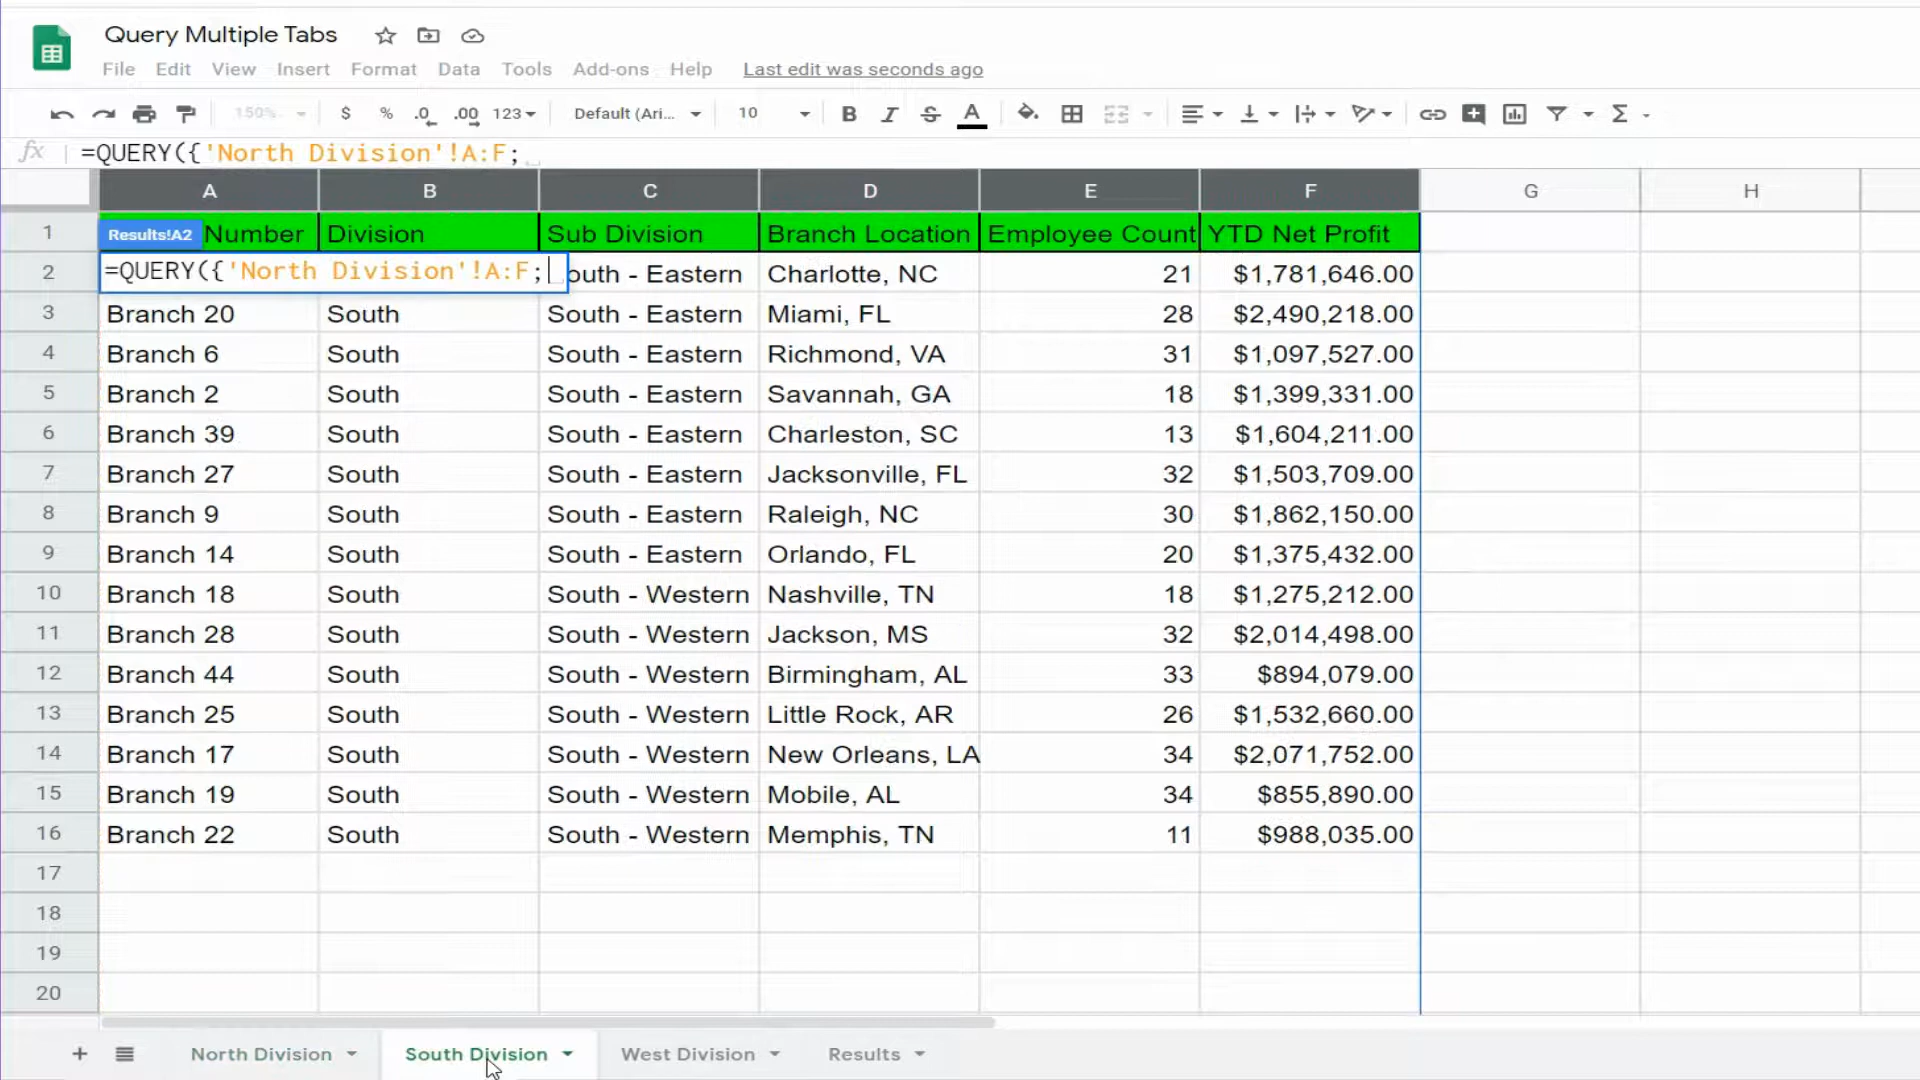 Query Multiple Tabs
File Edit View Insert Format Data Tools Add-ons Help Last edit was seconds ago
150% $ % .0 .00 123 Default (Ari... 10 B I S A
fx =QUERY({'North Division'!A:F;
A B C D E F G H
1 Results!A2 Number Division Sub Division Branch Location Employee Count YTD Net Profit
2 =QUERY({'North Division'!A:F; outh - Eastern Charlotte, NC 21 $1,781,646.00
3 Branch 20 South South - Eastern Miami, FL 28 $2,490,218.00
4 Branch 6 South South - Eastern Richmond, VA 31 $1,097,527.00
5 Branch 2 South South - Eastern Savannah, GA 18 $1,399,331.00
6 Branch 39 South South - Eastern Charleston, SC 13 $1,604,211.00
7 Branch 27 South South - Eastern Jacksonville, FL 32 $1,503,709.00
8 Branch 9 South South - Eastern Raleigh, NC 30 $1,862,150.00
9 Branch 14 South South - Eastern Orlando, FL 20 $1,375,432.00
10 Branch 18 South South - Western Nashville, TN 18 $1,275,212.00
11 Branch 28 South South - Western Jackson, MS 32 $2,014,498.00
12 Branch 44 South South - Western Birmingham, AL 33 $894,079.00
13 Branch 25 South South - Western Little Rock, AR 26 $1,532,660.00
14 Branch 17 South South - Western New Orleans, LA 34 $2,071,752.00
15 Branch 19 South South - Western Mobile, AL 34 $855,890.00
16 Branch 22 South South - Western Memphis, TN 11 $988,035.00
17
18
19
20
+ North Division South Division West Division Results